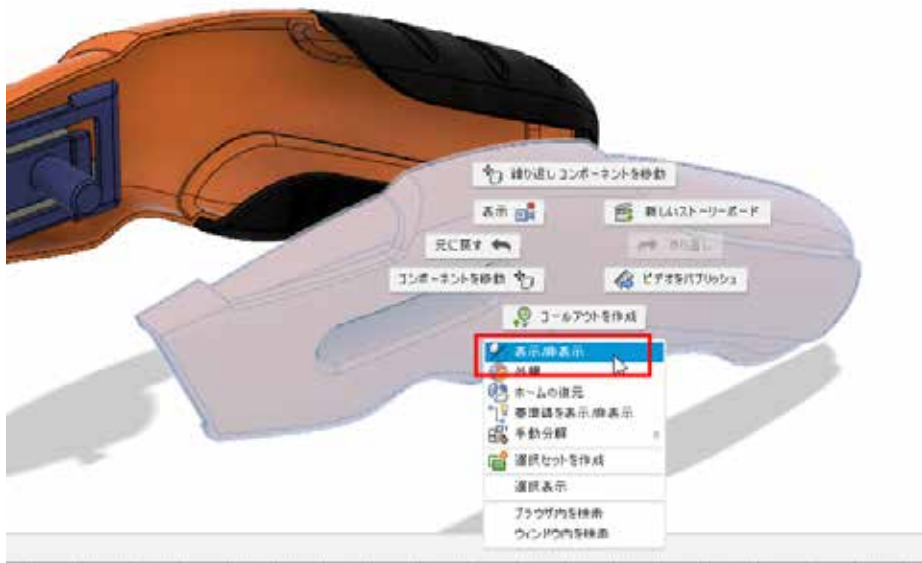 繰り返し コンポーネントを移動
表示
新しいストーリーボード
元に戻す
やり直し
コンポーネントを移動
ビデオをパブリッシュ
コールアウトを作成
表示/非表示
外観
ホームの復元
基準線を表示/非表示
手動分解
選択セットを作成
選択表示
ブラウザ内を検索
ウィンドウ内を検索